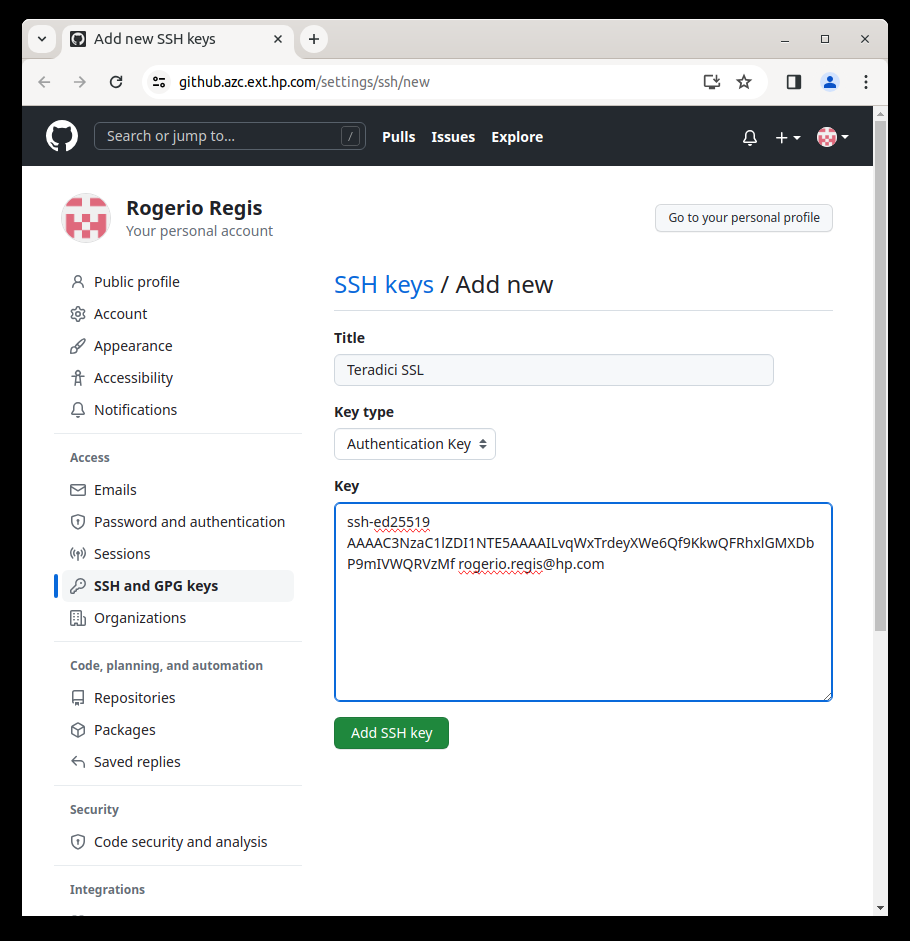 Add new SSH keys
github.azc.ext.hp.com/settings/ssh/new
Search or jump to...
/
Pulls
Issues
Explore
Rogerio Regis
Your personal account
Go to your personal profile
Public profile
Account
Appearance
Accessibility
Notifications
Access
Emails
Password and authentication
Sessions
SSH and GPG keys
Organizations
Code, planning, and automation
Repositories
Packages
Saved replies
Security
Code security and analysis
Integrations
SSH keys / Add new
Title
Teradici SSL
Key type
Authentication Key
Key
ssh-ed25519
AAAAC3NzaC1lZDI1NTE5AAAAILvqWxTrdeyXWe6Qf9KkwQFRhxlGMXDb
P9mIVWQRVzMf rogerio.regis@hp.com
Add SSH key